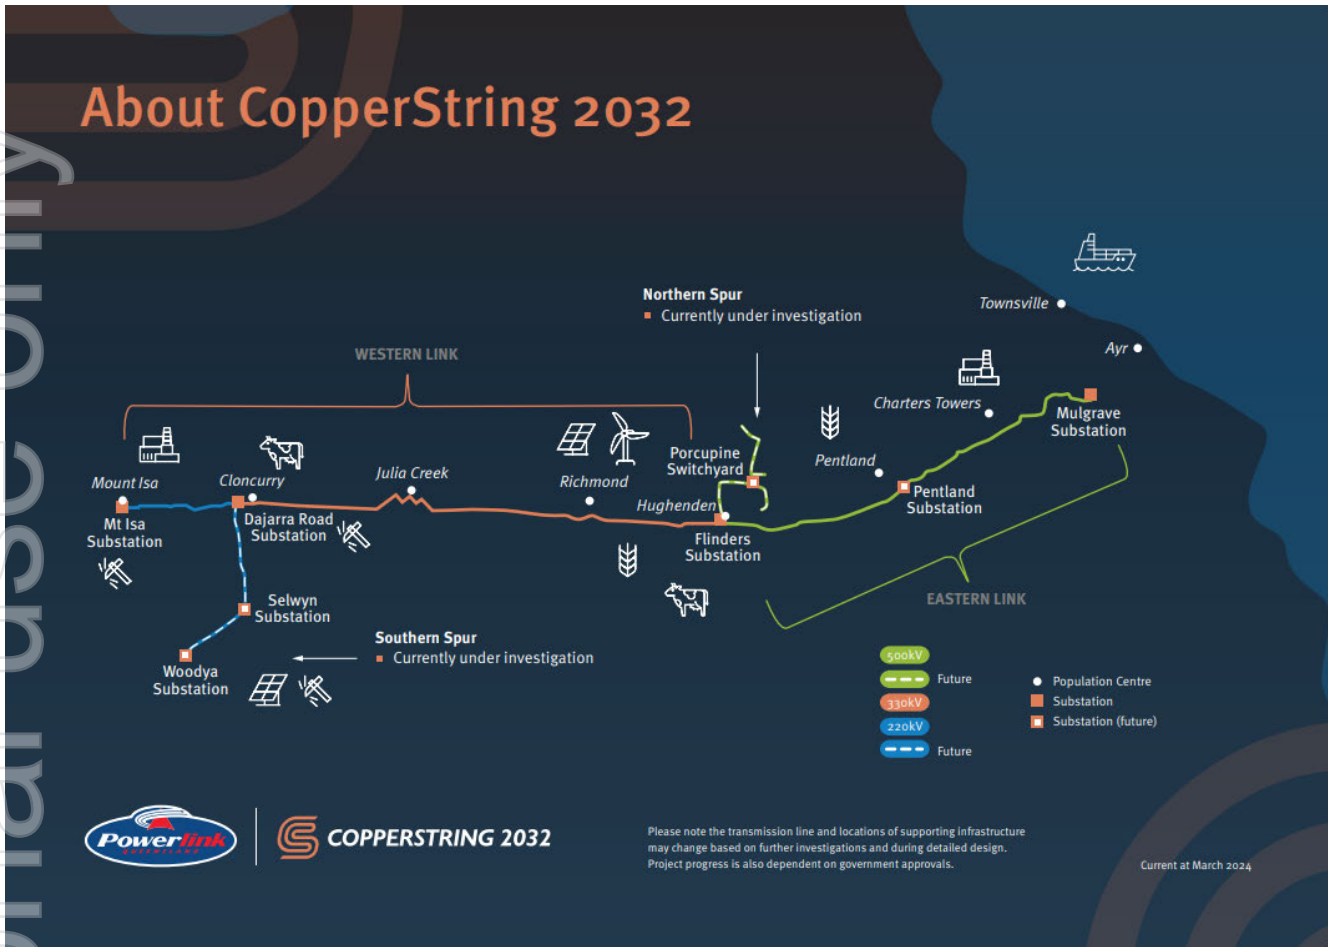 About CopperString 2032
Northern Spur
Currently under investigation
Townsville
Ayr
WESTERN LINK
Charters Towers
Mulgrave
Substation
Porcupine
Switchyard
Pentland
Mount Isa
Cloncurry
Julia Creek
Richmond
Hughenden
Pentland
Substation
Mt Isa
Substation
Dajarra Road
Substation
Flinders
Substation
Selwyn
Substation
EASTERN LINK
Southern Spur
Currently under investigation
Woodya
Substation
500kV
Future
330kV
220kV
Future
Population Centre
Substation
Substation (future)
Powerlink
QUEENSLAND
COPPERSTRING 2032
Please note the transmission line and locations of supporting infrastructure
may change based on further investigations and during detailed design.
Project progress is also dependent on government approvals.
Current at March 2024
use only